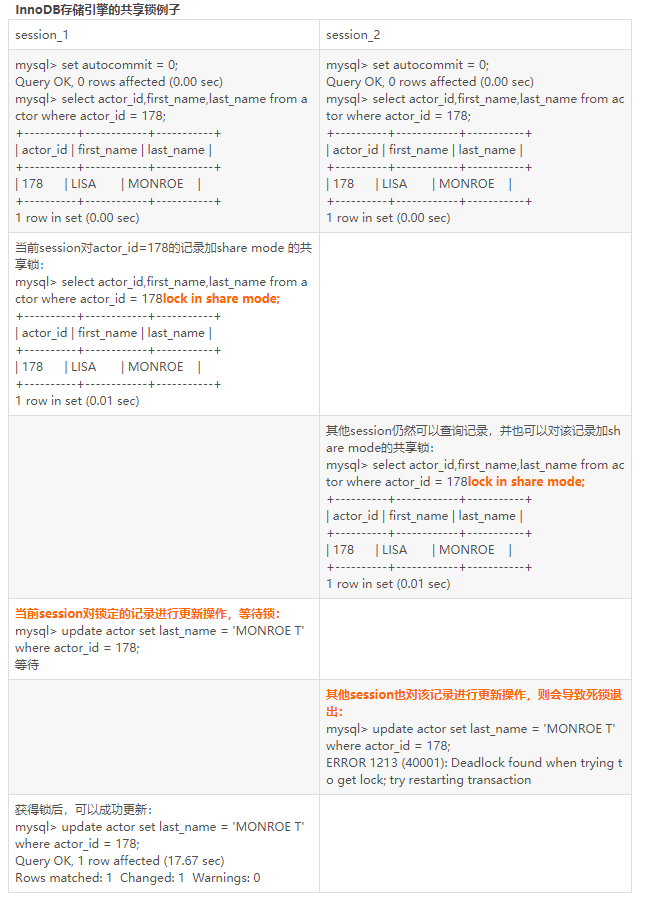 InnoDB存储引擎的共享锁例子
session_1
session_2
mysql> set autocommit = 0;
Query OK, 0 rows affected (0.00 sec)
mysql> select actor_id,first_name,last_name from a
ctor where actor_id = 178;
+----------+------------+-----------+
| actor_id | first_name | last_name |
+----------+------------+-----------+
| 178 | LISA | MONROE |
+----------+------------+-----------+
1 row in set (0.00 sec)
mysql> set autocommit = 0;
Query OK, 0 rows affected (0.00 sec)
mysql> select actor_id,first_name,last_name from ac
tor where actor_id = 178;
+----------+------------+-----------+
| actor_id | first_name | last_name |
+----------+------------+-----------+
| 178 | LISA | MONROE |
+----------+------------+-----------+
1 row in set (0.00 sec)
当前session对actor_id=178的记录加share mode 的共
享锁：
mysql> select actor_id,first_name,last_name from a
ctor where actor_id = 178lock in share mode;
+----------+------------+-----------+
| actor_id | first_name | last_name |
+----------+------------+-----------+
| 178 | LISA | MONROE |
+----------+------------+-----------+
1 row in set (0.01 sec)
其他session仍然可以查询记录，并也可以对该记录加sh
are mode的共享锁：
mysql> select actor_id,first_name,last_name from ac
tor where actor_id = 178lock in share mode;
+----------+------------+-----------+
| actor_id | first_name | last_name |
+----------+------------+-----------+
| 178 | LISA | MONROE |
+----------+------------+-----------+
1 row in set (0.01 sec)
当前session对锁定的记录进行更新操作，等待锁：
mysql> update actor set last_name = 'MONROE T'
where actor_id = 178;
等待
其他session也对该记录进行更新操作，则会导致死锁退
出：
mysql> update actor set last_name = 'MONROE T'
where actor_id = 178;
ERROR 1213 (40001): Deadlock found when trying t
o get lock; try restarting transaction
获得锁后，可以成功更新：
mysql> update actor set last_name = 'MONROE T'
where actor_id = 178;
Query OK, 1 row affected (17.67 sec)
Rows matched: 1 Changed: 1 Warnings: 0